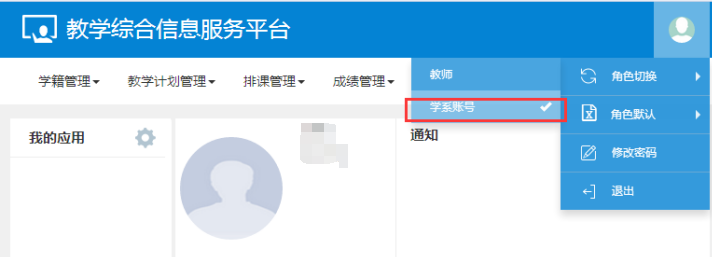 教学综合信息服务平台
学籍管理
教学计划管理
排课管理
成绩管理
教师
学系账号
角色切换
角色默认
修改密码
退出
我的应用
通知